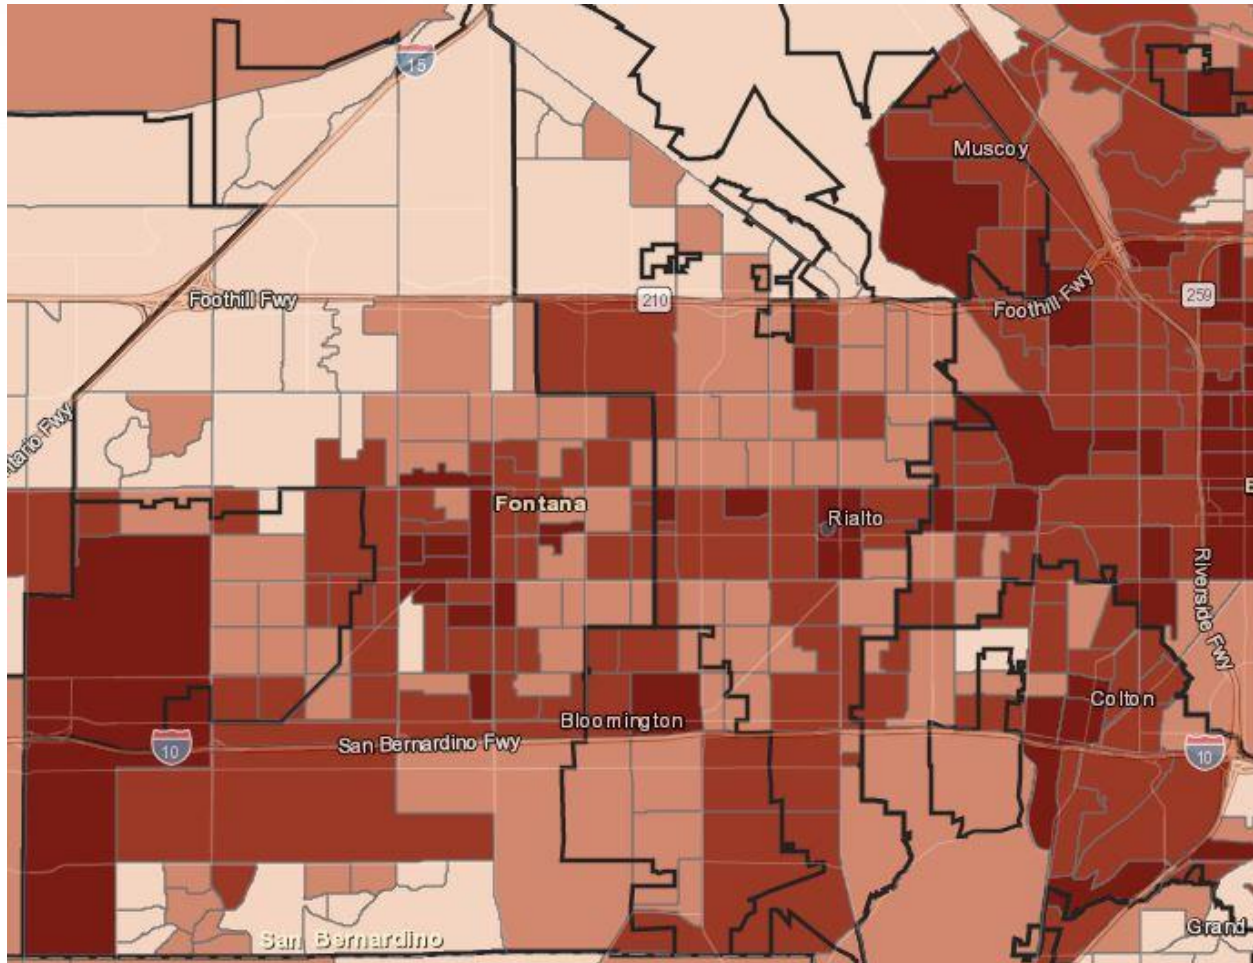 15
Muscoy
Foothill Fwy
210
Foothill Fwy
259
tario Fwy
Fontana
Rialto
Riverside Fwy
Colton
Bloomington
San Bernardino Fwy
10
10
Grand
San Bernardino